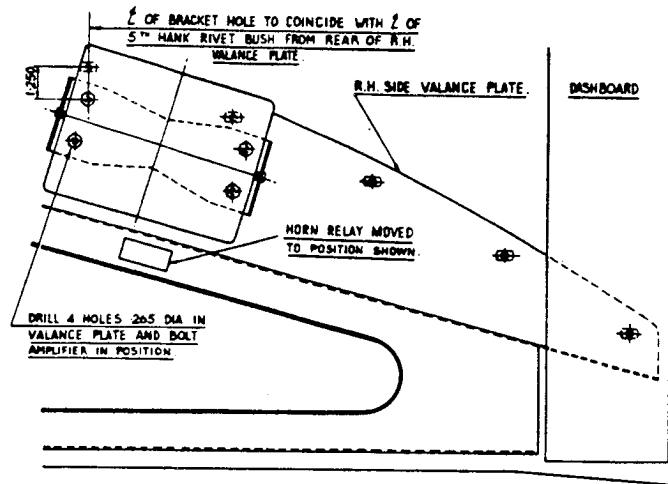 ℄ OF BRACKET HOLE TO COINCIDE WITH ℄ OF
5TH HANK RIVET BUSH FROM REAR OF R.H.
VALANCE PLATE.
1·250
R.H. SIDE VALANCE PLATE.
DASHBOARD
HORN RELAY MOVED
TO POSITION SHOWN.
DRILL 4 HOLES ·265 DIA IN
VALANCE PLATE AND BOLT
AMPLIFIER IN POSITION